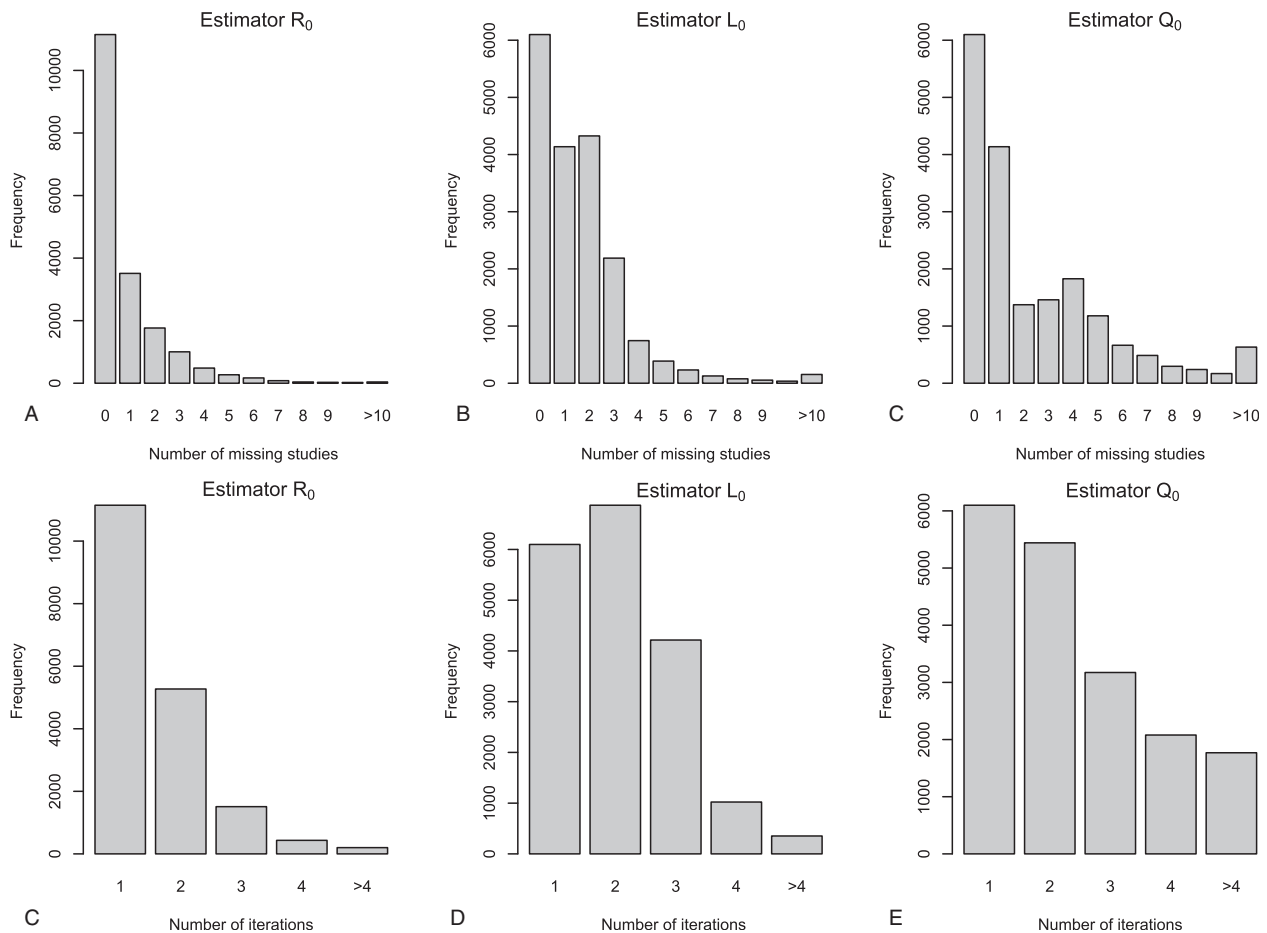 Estimator R0
Frequency
0
2000
4000
6000
8000
10000
0 1 2 3 4 5 6 7 8 9 >10
A
Number of missing studies
Estimator L0
Frequency
0
1000
2000
3000
4000
5000
6000
0 1 2 3 4 5 6 7 8 9 >10
B
Number of missing studies
Estimator Q0
Frequency
0
1000
2000
3000
4000
5000
6000
0 1 2 3 4 5 6 7 8 9 >10
C
Number of missing studies
Estimator R0
Frequency
0
2000
4000
6000
8000
10000
1 2 3 4 >4
C
Number of iterations
Estimator L0
Frequency
0
1000
2000
3000
4000
5000
6000
1 2 3 4 >4
D
Number of iterations
Estimator Q0
Frequency
0
1000
2000
3000
4000
5000
6000
1 2 3 4 >4
E
Number of iterations